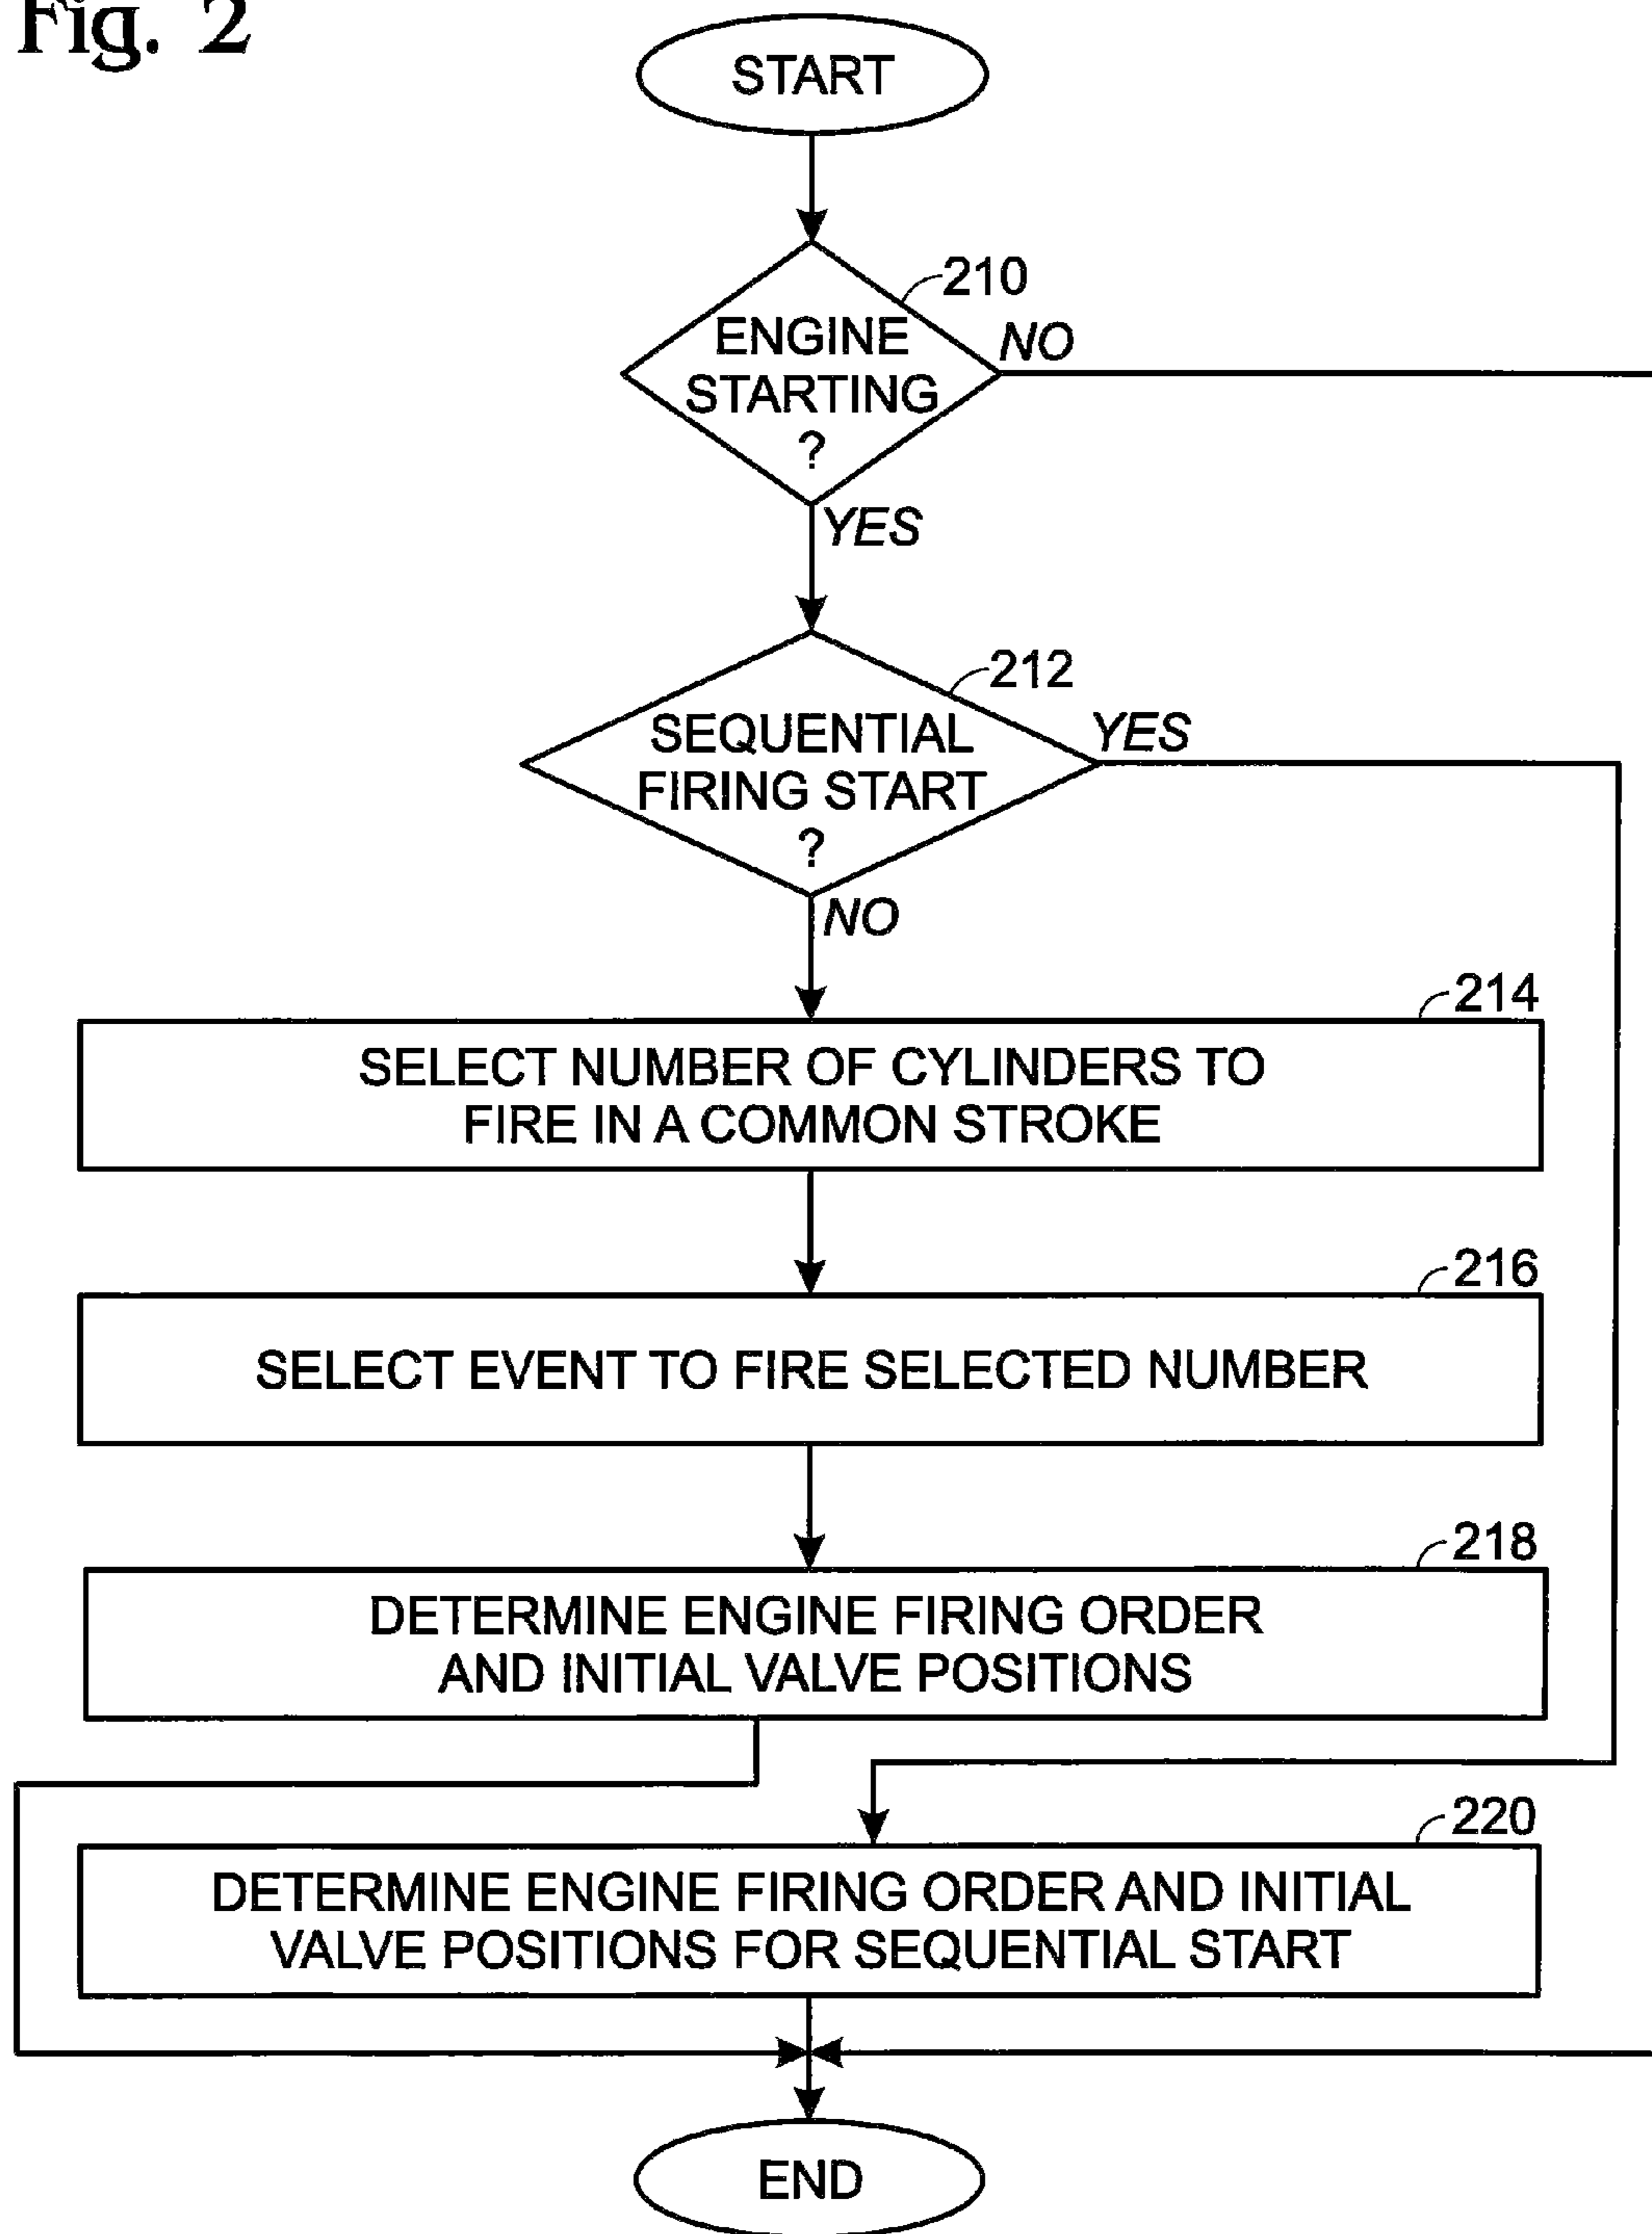 Fig. 2
START
210
ENGINE
STARTING
?
NO
YES
212
SEQUENTIAL
FIRING START
?
YES
NO
214
SELECT NUMBER OF CYLINDERS TO
FIRE IN A COMMON STROKE
216
SELECT EVENT TO FIRE SELECTED NUMBER
218
DETERMINE ENGINE FIRING ORDER
AND INITIAL VALVE POSITIONS
220
DETERMINE ENGINE FIRING ORDER AND INITIAL
VALVE POSITIONS FOR SEQUENTIAL START
END